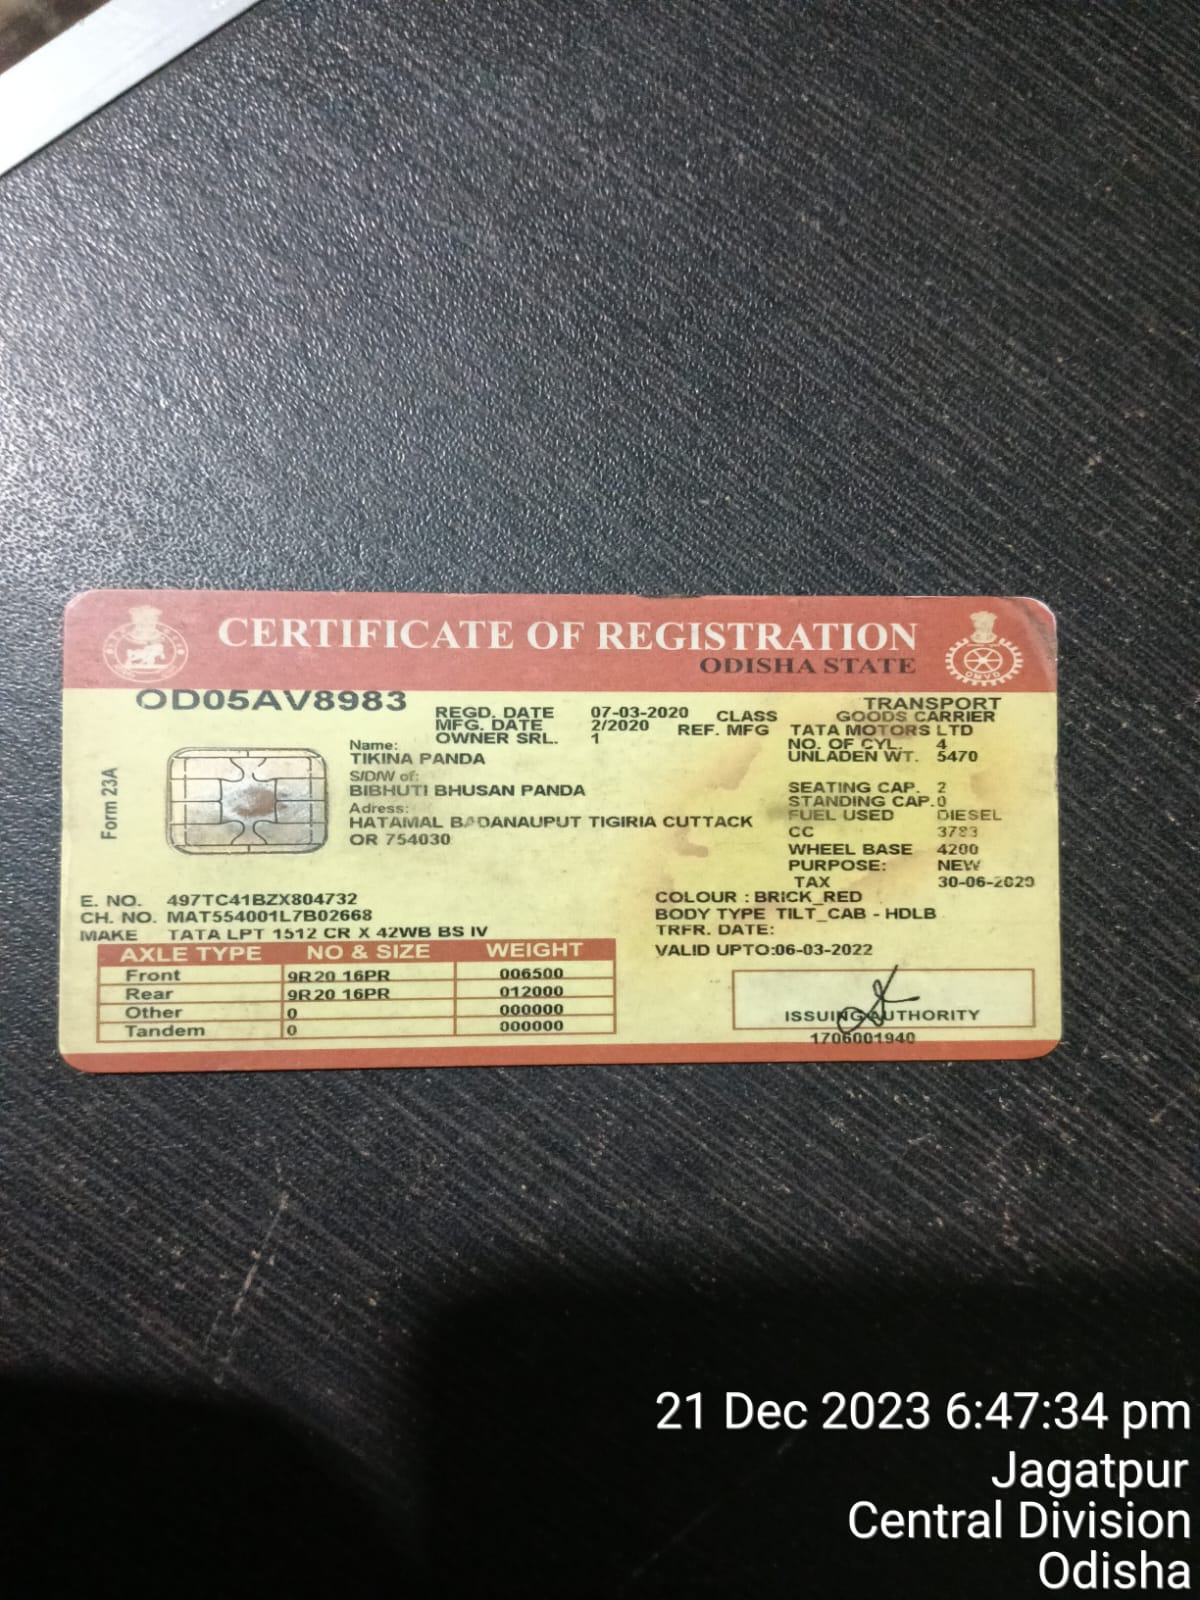 CERTIFICATE OF REGISTRATION
ODISHA STATE
OMVD
OD05AV8983
REGD. DATE 07-03-2020 CLASS TRANSPORT
GOODS CARRIER
MFG. DATE 2/2020 REF. MFG TATA MOTORS LTD
OWNER SRL. 1 NO. OF CYL. 4
UNLADEN WT. 5470
Form 23A
Name:
TIKINA PANDA
S/D/W of:
BIBHUTI BHUSAN PANDA
Adress:
HATAMAL BADANAUPUT TIGIRIA CUTTACK
OR 754030
SEATING CAP. 2
STANDING CAP. 0
FUEL USED DIESEL
CC 3783
WHEEL BASE 4200
PURPOSE: NEW
TAX 30-06-2020
E. NO. 497TC41BZX804732
CH. NO. MAT554001L7B02668
MAKE TATA LPT 1512 CR X 42WB BS IV
COLOUR : BRICK_RED
BODY TYPE TILT_CAB - HDLB
TRFR. DATE:
VALID UPTO:06-03-2022
AXLE TYPE NO & SIZE WEIGHT
Front 9R20 16PR 006500
Rear 9R20 16PR 012000
Other 0 000000
Tandem 0 000000
ISSUING AUTHORITY
1706001940
21 Dec 2023 6:47:34 pm
Jagatpur
Central Division
Odisha